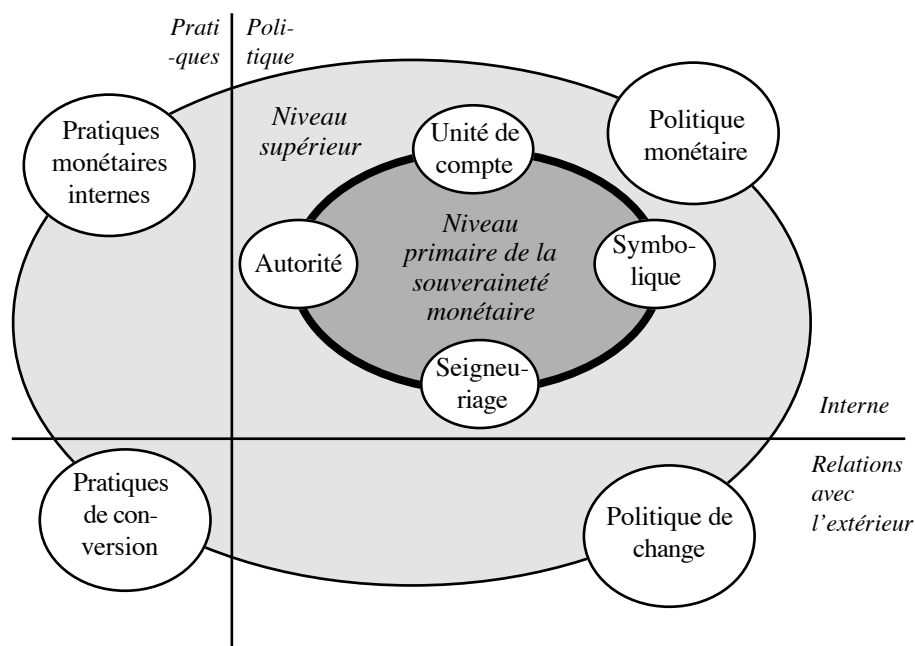 Prati
-ques
Poli-
tique
Pratiques
monétaires
internes
Niveau
supérieur
Unité de
compte
Politique
monétaire
Autorité
Niveau
primaire de la
souveraineté
monétaire
Symbo-
lique
Seigneu-
riage
Interne
Relations
avec
l’extérieur
Pratiques
de con-
version
Politique de
change